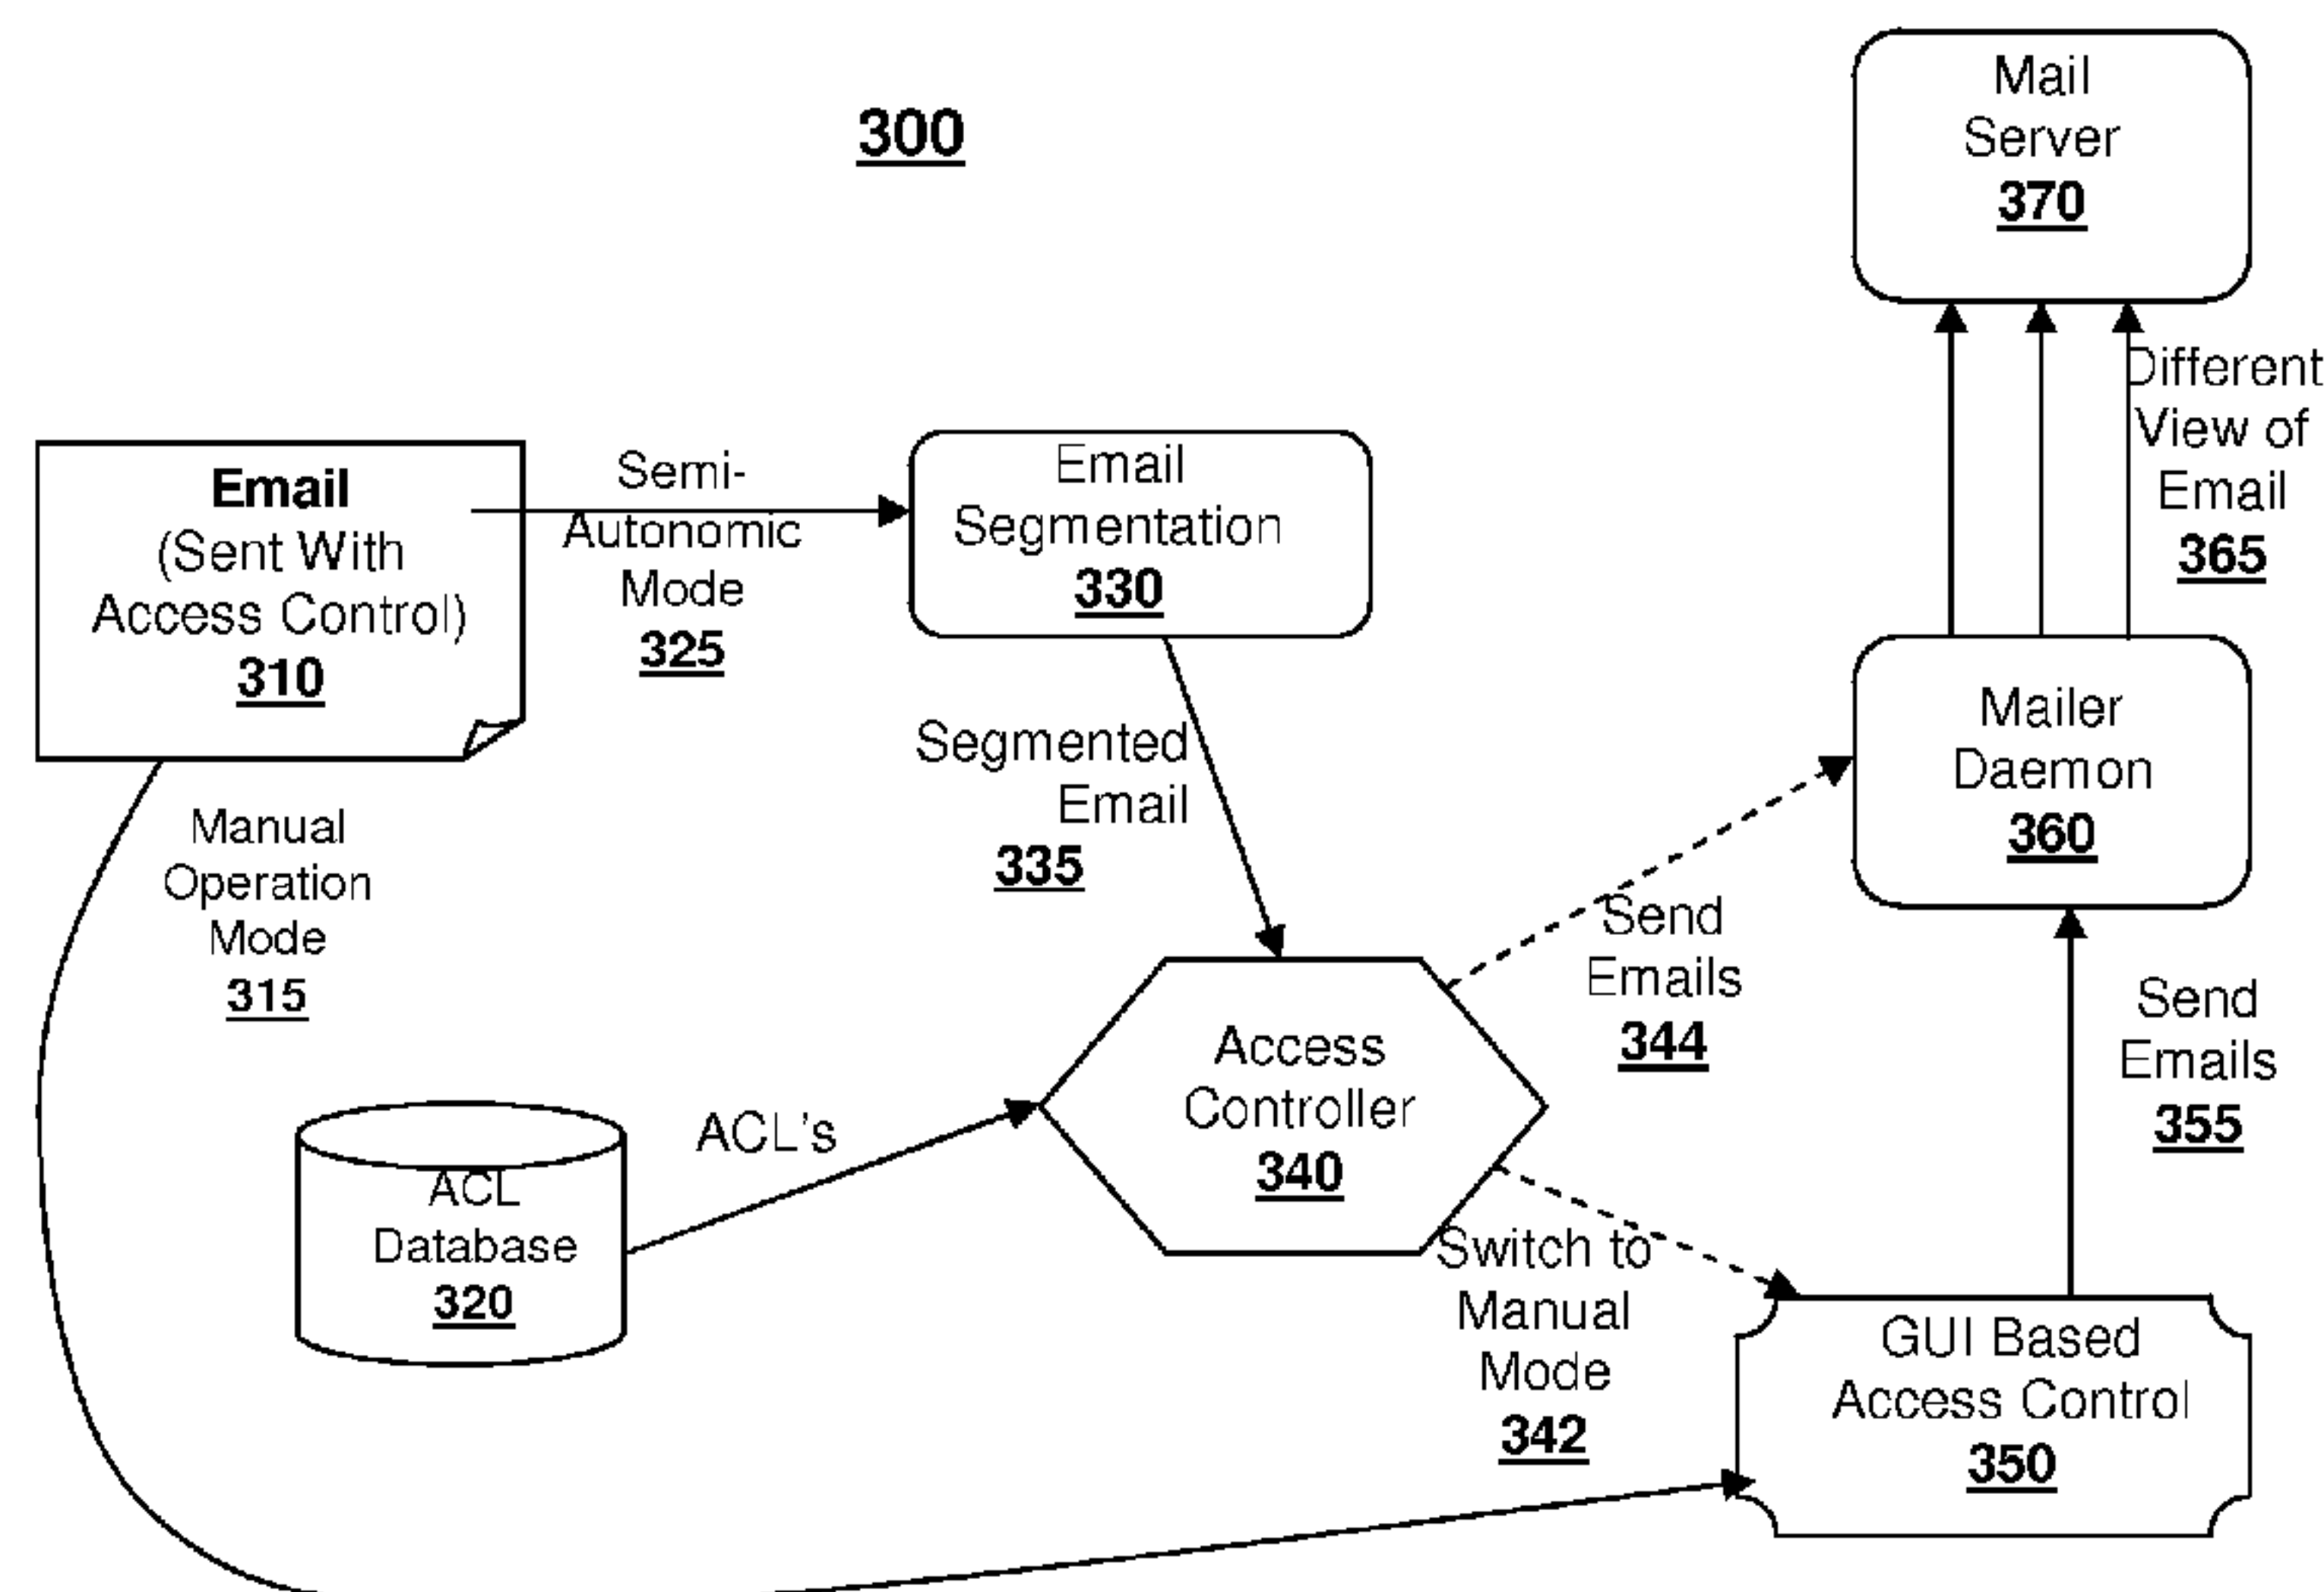 300
Mail
Server
370
Different
View of
Email
365
Email
(Sent With
Access Control)
310
Semi-
Autonomic
Mode
325
Email
Segmentation
330
Segmented
Email
335
Manual
Operation
Mode
315
Mailer
Daemon
360
Send
Emails
344
Send
Emails
355
Access
Controller
340
ACL's
ACL
Database
320
Switch to
Manual
Mode
342
GUI Based
Access Control
350